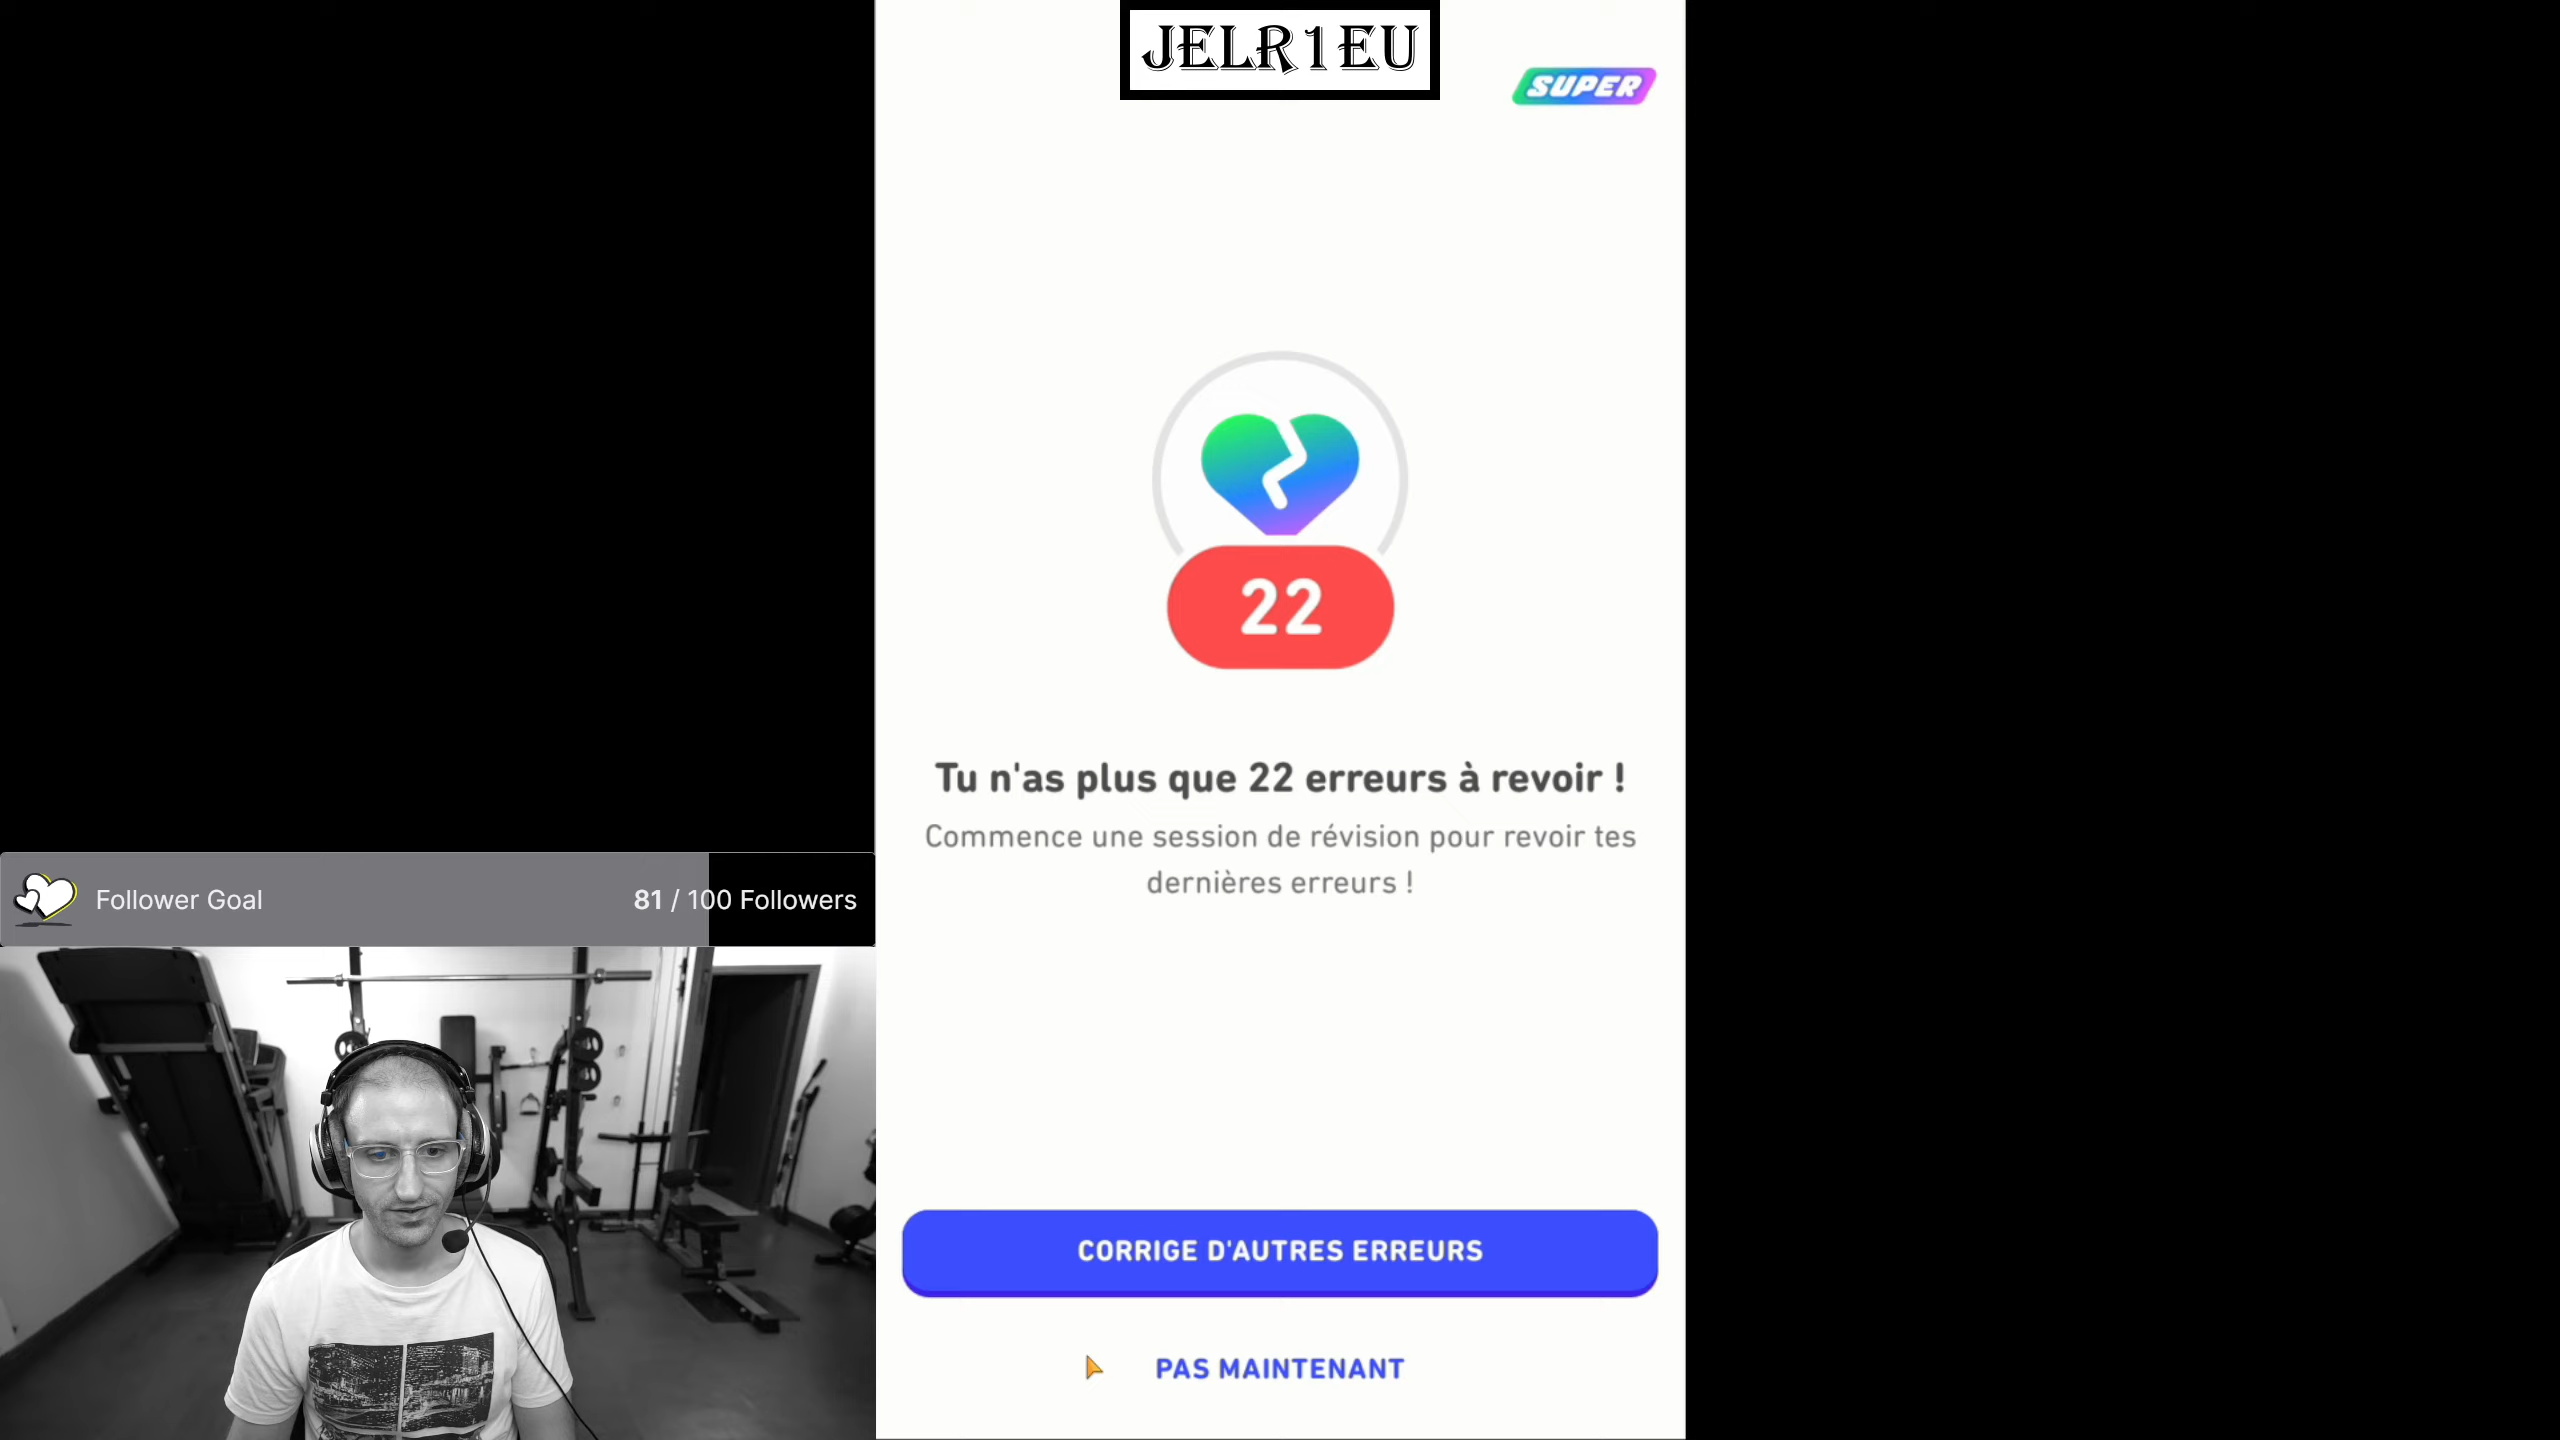 JELR1EU
SUPER
22
Tu n'as plus que 22 erreurs à revoir !
Commence une session de révision pour revoir tes
dernières erreurs !
Follower Goal
81 / 100 Followers
CORRIGE D'AUTRES ERREURS
PAS MAINTENANT